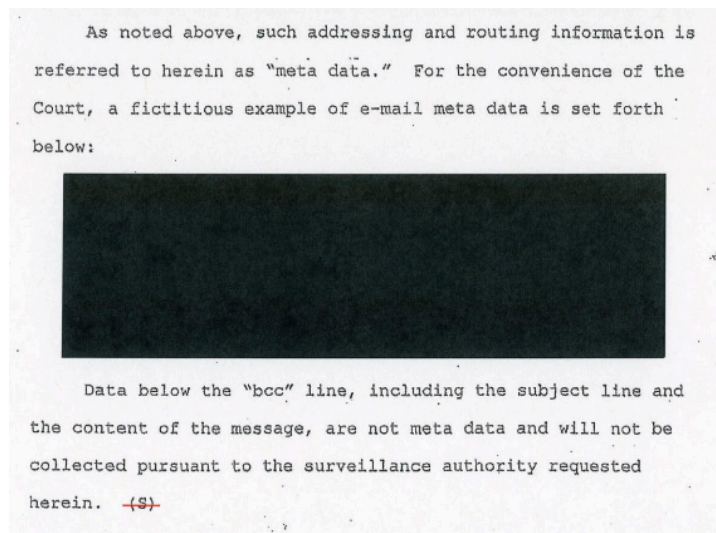 As noted above, such addressing and routing information is
referred to herein as “meta data.” For the convenience of the
Court, a fictitious example of e-mail meta data is set forth
below:
Data below the “bcc” line, including the subject line and
the content of the message, are not meta data and will not be
collected pursuant to the surveillance authority requested
herein. (S)